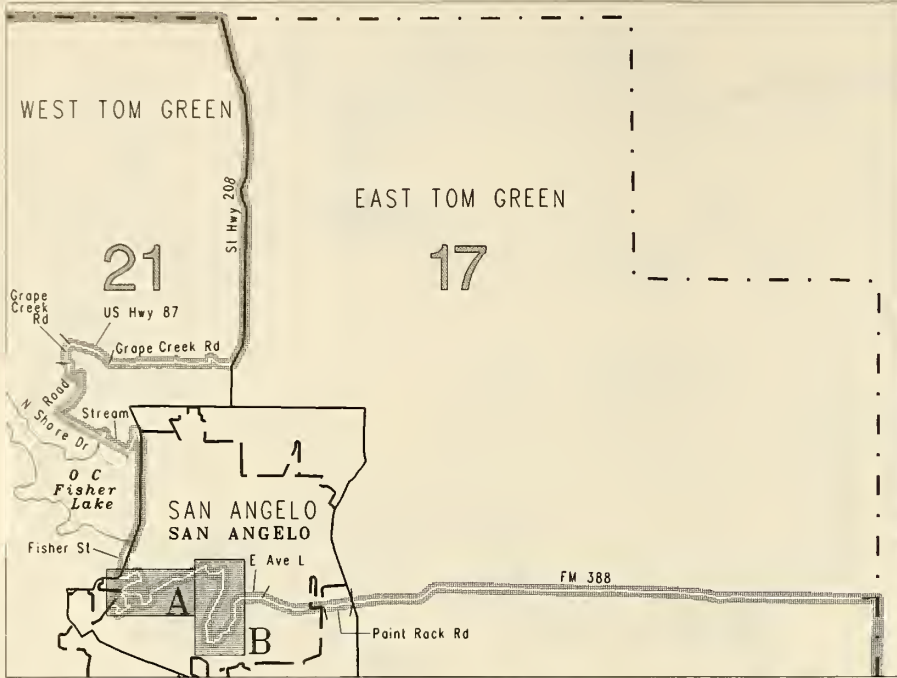 WEST TOM GREEN
St Hwy 208
EAST TOM GREEN
21
17
Grape
Creek
Rd
US Hwy 87
Grape Creek Rd
Road
N Shore Dr
Stream
O C
Fisher
Lake
SAN ANGELO
SAN ANGELO
Fisher St
E Ave L
FM 388
A
B
Paint Rock Rd